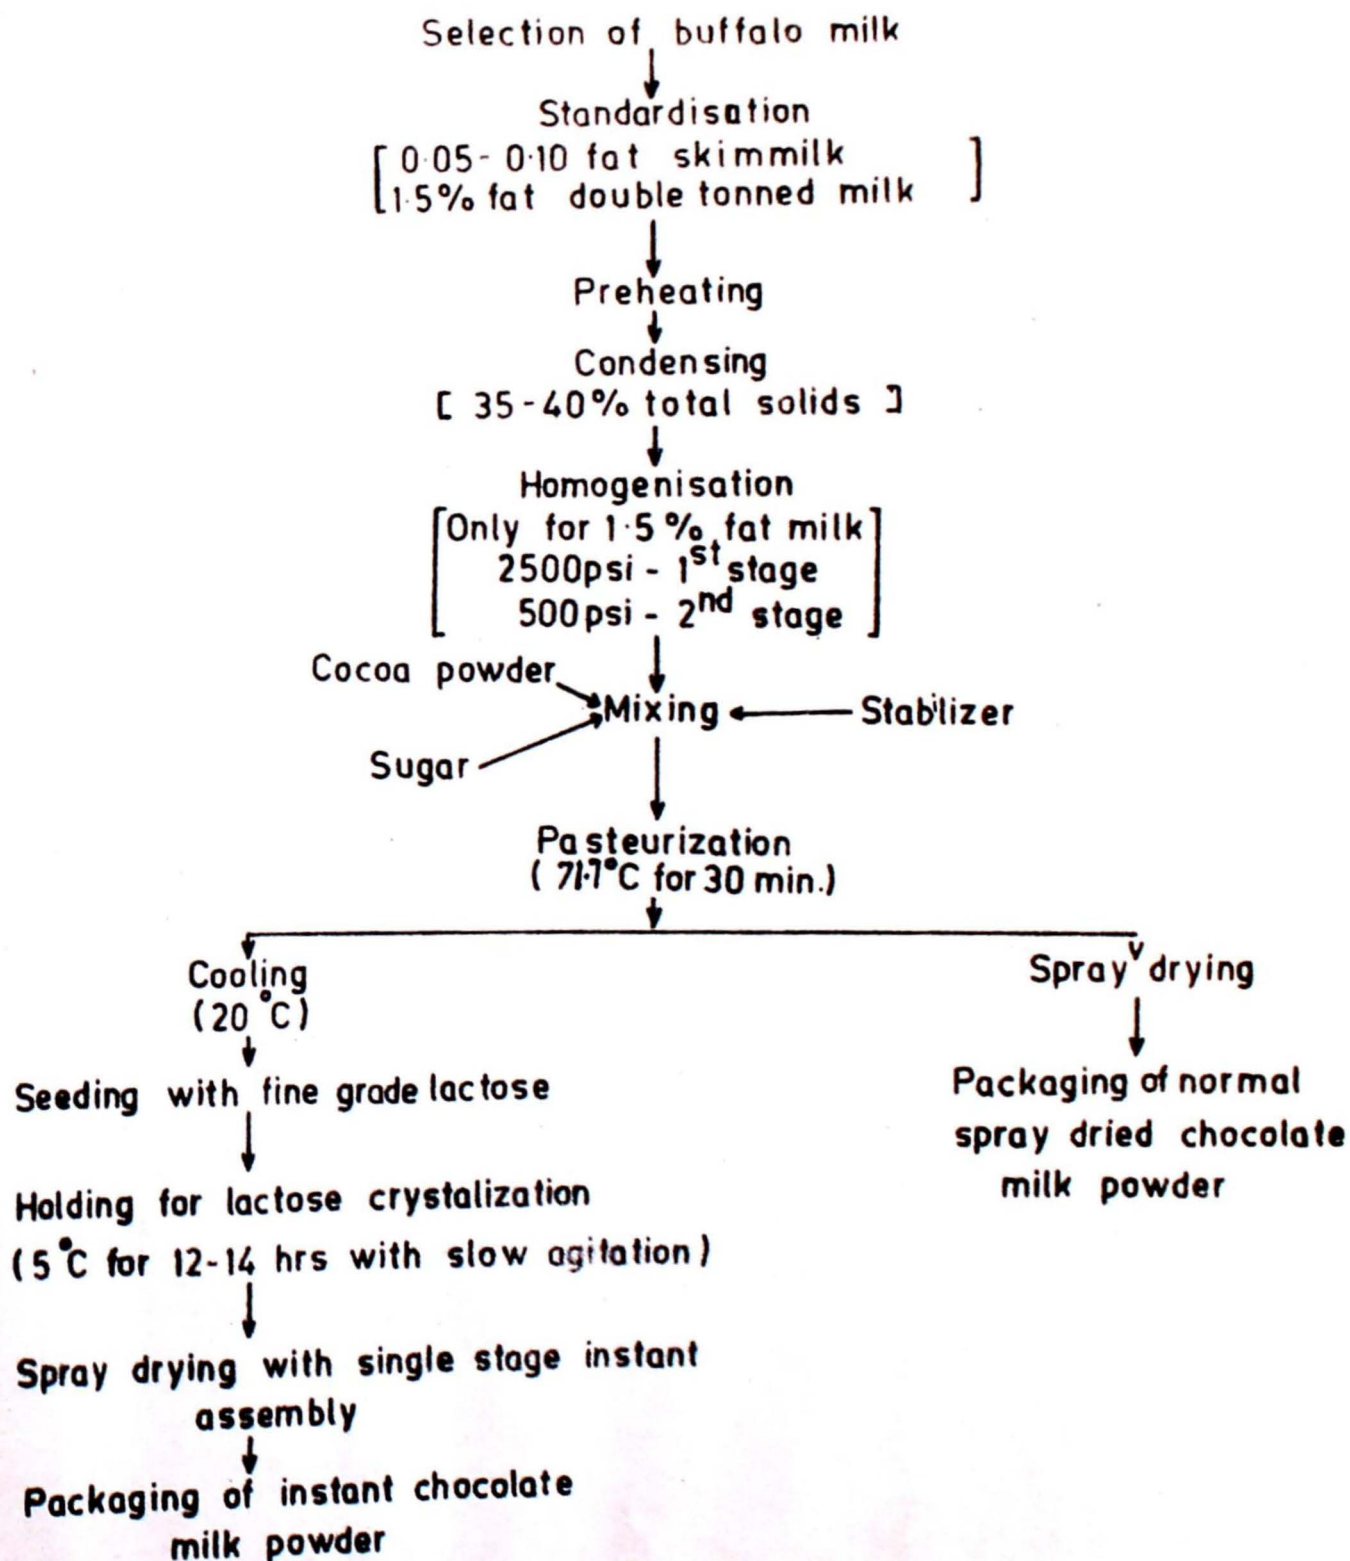 Selection of buffalo milk
Standardisation
[ 0.05 - 0.10 fat skimmilk ]
[ 1.5% fat double tonned milk ]
Preheating
Condensing
[ 35 - 40% total solids ]
Homogenisation
[Only for 1.5% fat milk]
2500psi - 1st stage
500psi - 2nd stage
Cocoa powder
Mixing
Stabilizer
Sugar
Pasteurization
( 71.7°C for 30 min.)
Cooling
(20°C)
Spray drying
Seeding with fine grade lactose
Packaging of normal
spray dried chocolate
milk powder
Holding for lactose crystalization
(5°C for 12-14 hrs with slow agitation)
Spray drying with single stage instant
assembly
Packaging of instant chocolate
milk powder